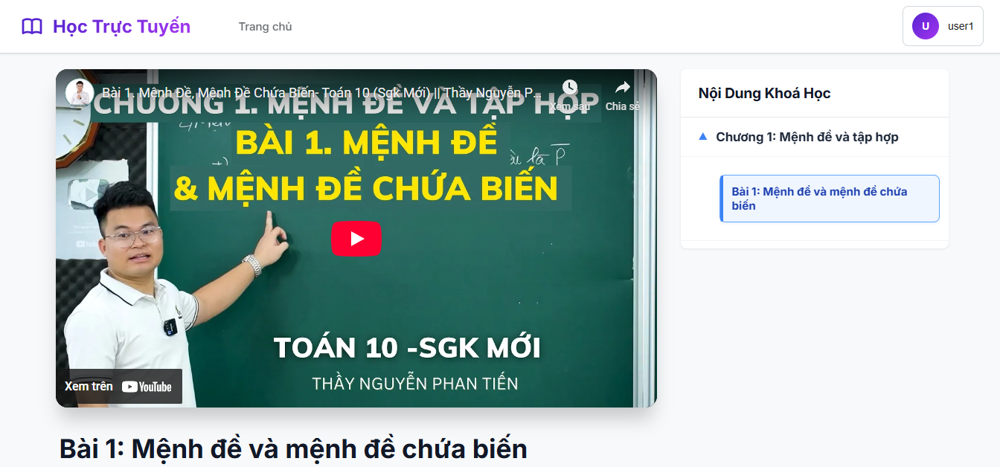 Học Trực Tuyến
Trang chủ
U
user1
Bài 1. Mệnh Đề, Mệnh Đề Chứa Biến- Toán 10 (Sgk Mới) || Thầy Nguyễn P...
Xem sau
Chia sẻ
CHƯƠNG 1. MỆNH ĐỀ VÀ TẬP HỢP
BÀI 1. MỆNH ĐỀ
& MỆNH ĐỀ CHỨA BIẾN
là P
TOÁN 10 -SGK MỚI
THẦY NGUYỄN PHAN TIẾN
Xem trên YouTube
Bài 1: Mệnh đề và mệnh đề chứa biến
Nội Dung Khoá Học
Chương 1: Mệnh đề và tập hợp
Bài 1: Mệnh đề và mệnh đề chứa
biến